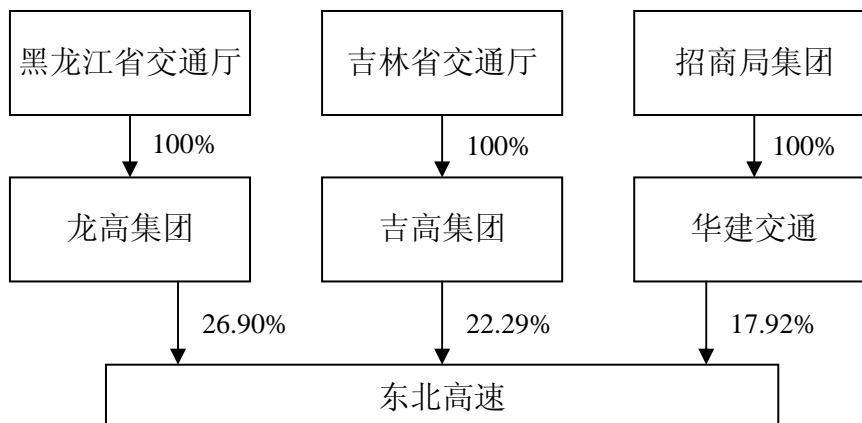 黑龙江省交通厅
吉林省交通厅
招商局集团
100%
100%
100%
龙高集团
吉高集团
华建交通
26.90%
22.29%
17.92%
东北高速